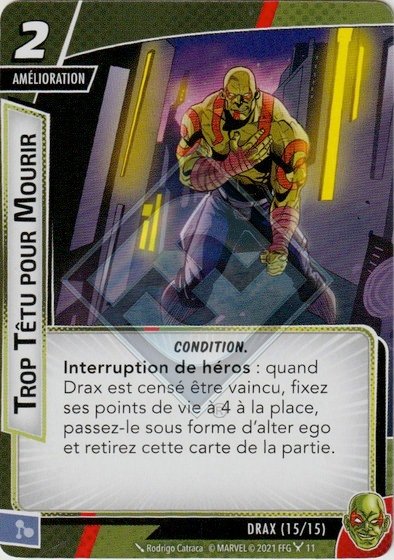 2
AMÉLIORATION
TROP TÊTU POUR MOURIR
CONDITION.
Interruption de héros : quand
Drax est censé être vaincu, fixez
ses points de vie à 4 à la place,
passez-le sous forme d'alter ego
et retirez cette carte de la partie.
DRAX (15/15)
Rodrigo Catraca © MARVEL © 2021 FFG 11